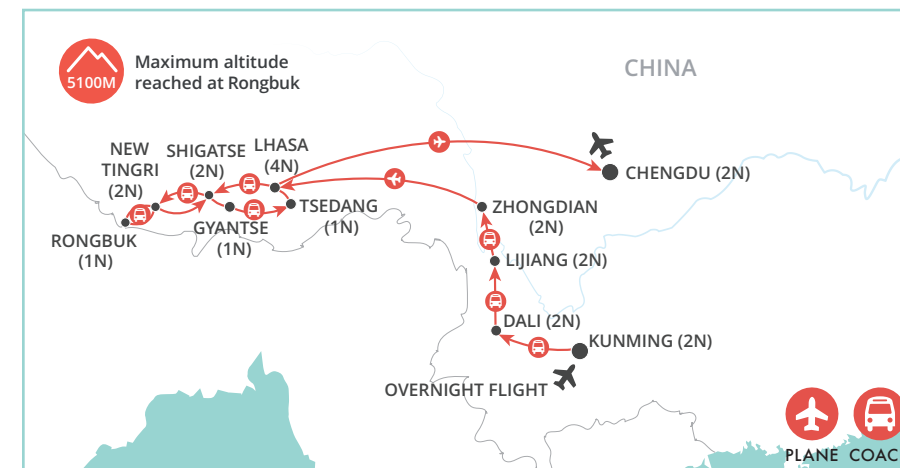 5100M
Maximum altitude
reached at Rongbuk
CHINA
NEW
TINGRI
(2N)
SHIGATSE
(2N)
LHASA
(4N)
CHENGDU (2N)
TSEDANG
(1N)
ZHONGDIAN
(2N)
GYANTSE
(1N)
RONGBUK
(1N)
LIJIANG (2N)
DALI (2N)
KUNMING (2N)
OVERNIGHT FLIGHT
PLANE
COAC